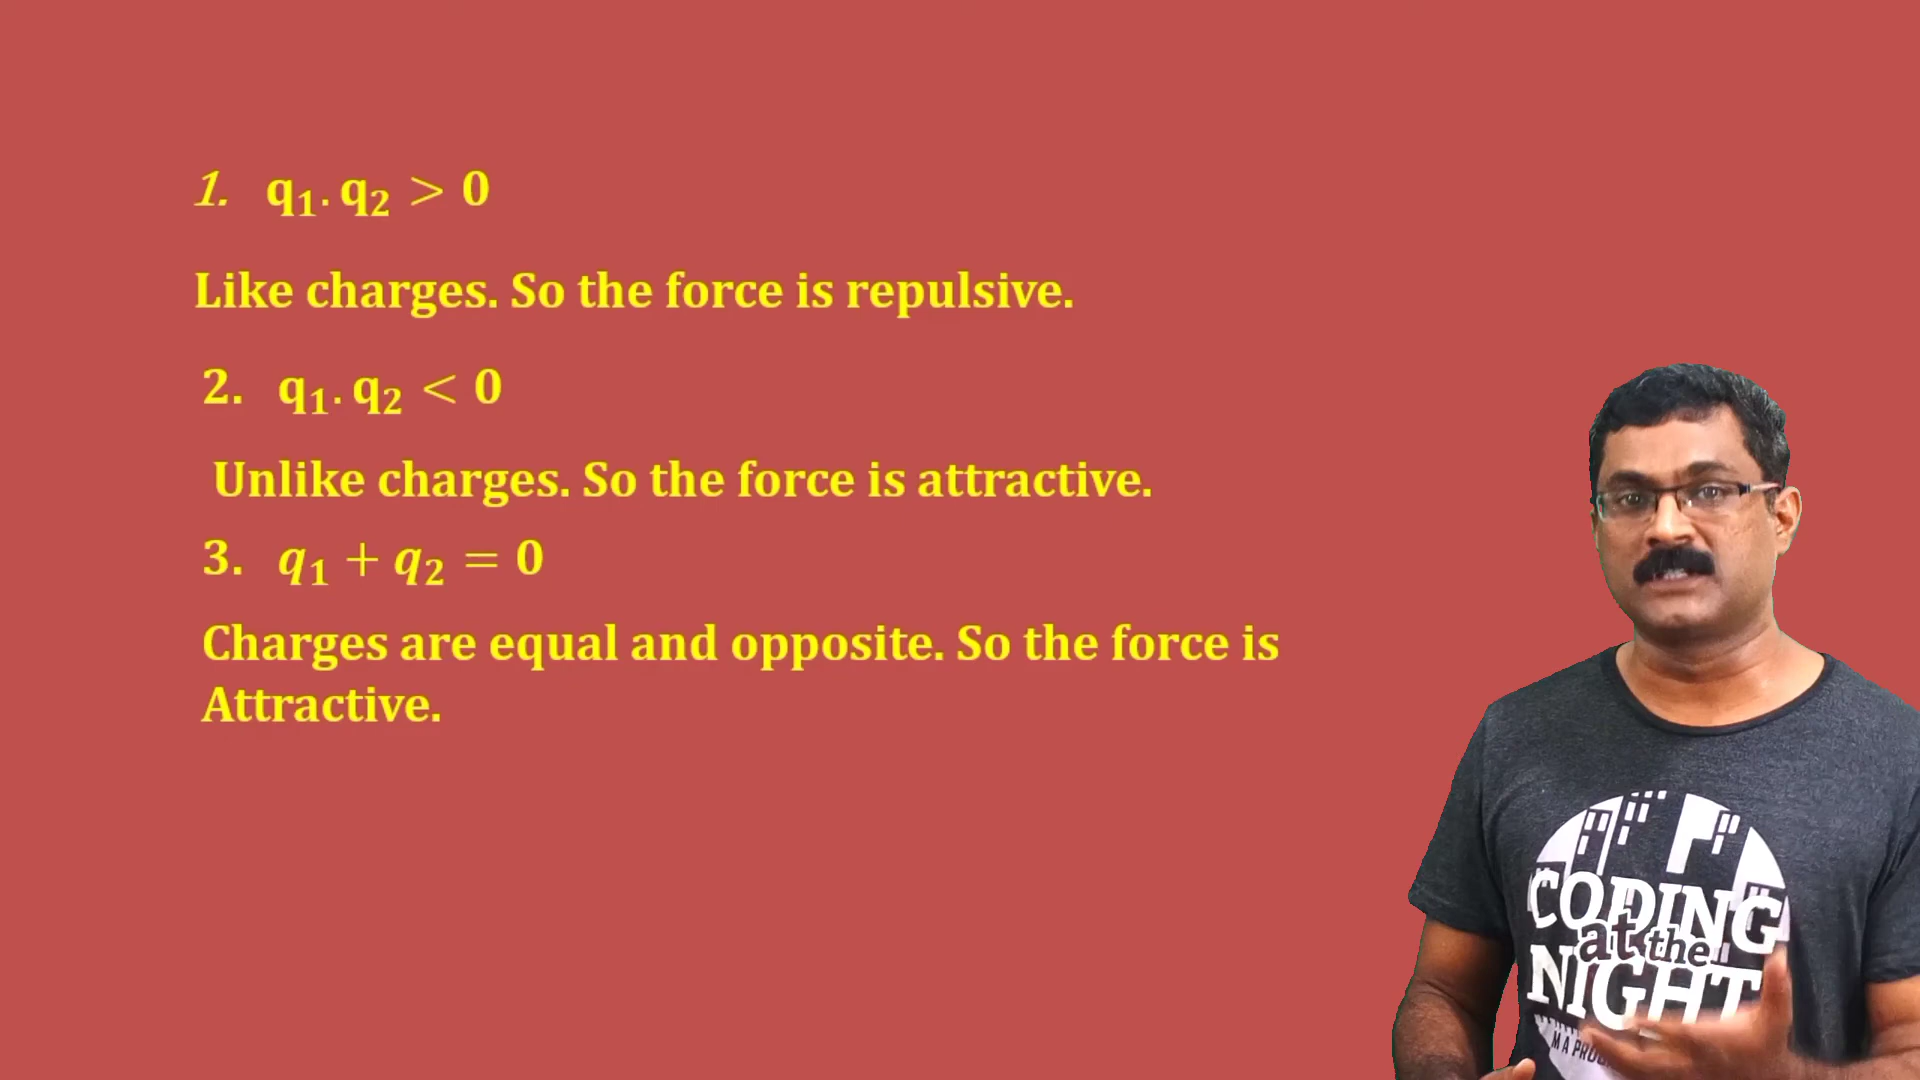 1. q₁. q₂ > 0
Like charges. So the force is repulsive.
2. q₁. q₂ < 0
Unlike charges. So the force is attractive.
3. q₁ + q₂ = 0
Charges are equal and opposite. So the force is
Attractive.
CODING
at the
NIGHT
M A PRO